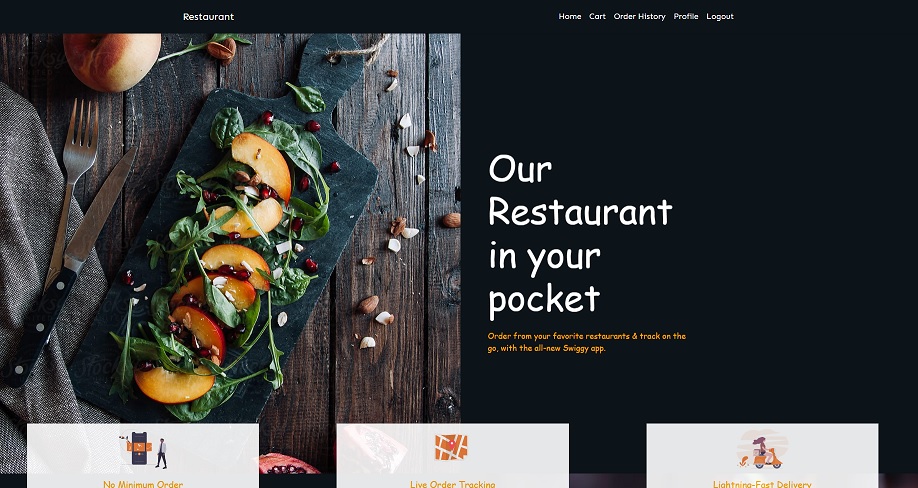 Restaurant
Home Cart Order History Profile Logout
Our
Restaurant
in your
pocket
Order from your favorite restaurants & track on the
go, with the all-new Swiggy app.
No Minimum Order
Live Order Tracking
Lightning-Fast Delivery